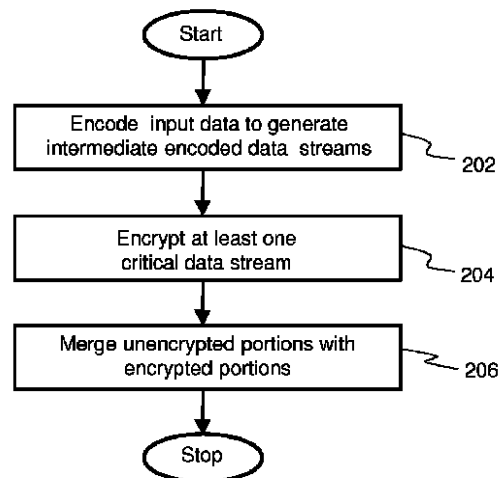 Start
Encode input data to generate
intermediate encoded data streams
202
Encrypt at least one
critical data stream
204
Merge unencrypted portions with
encrypted portions
206
Stop